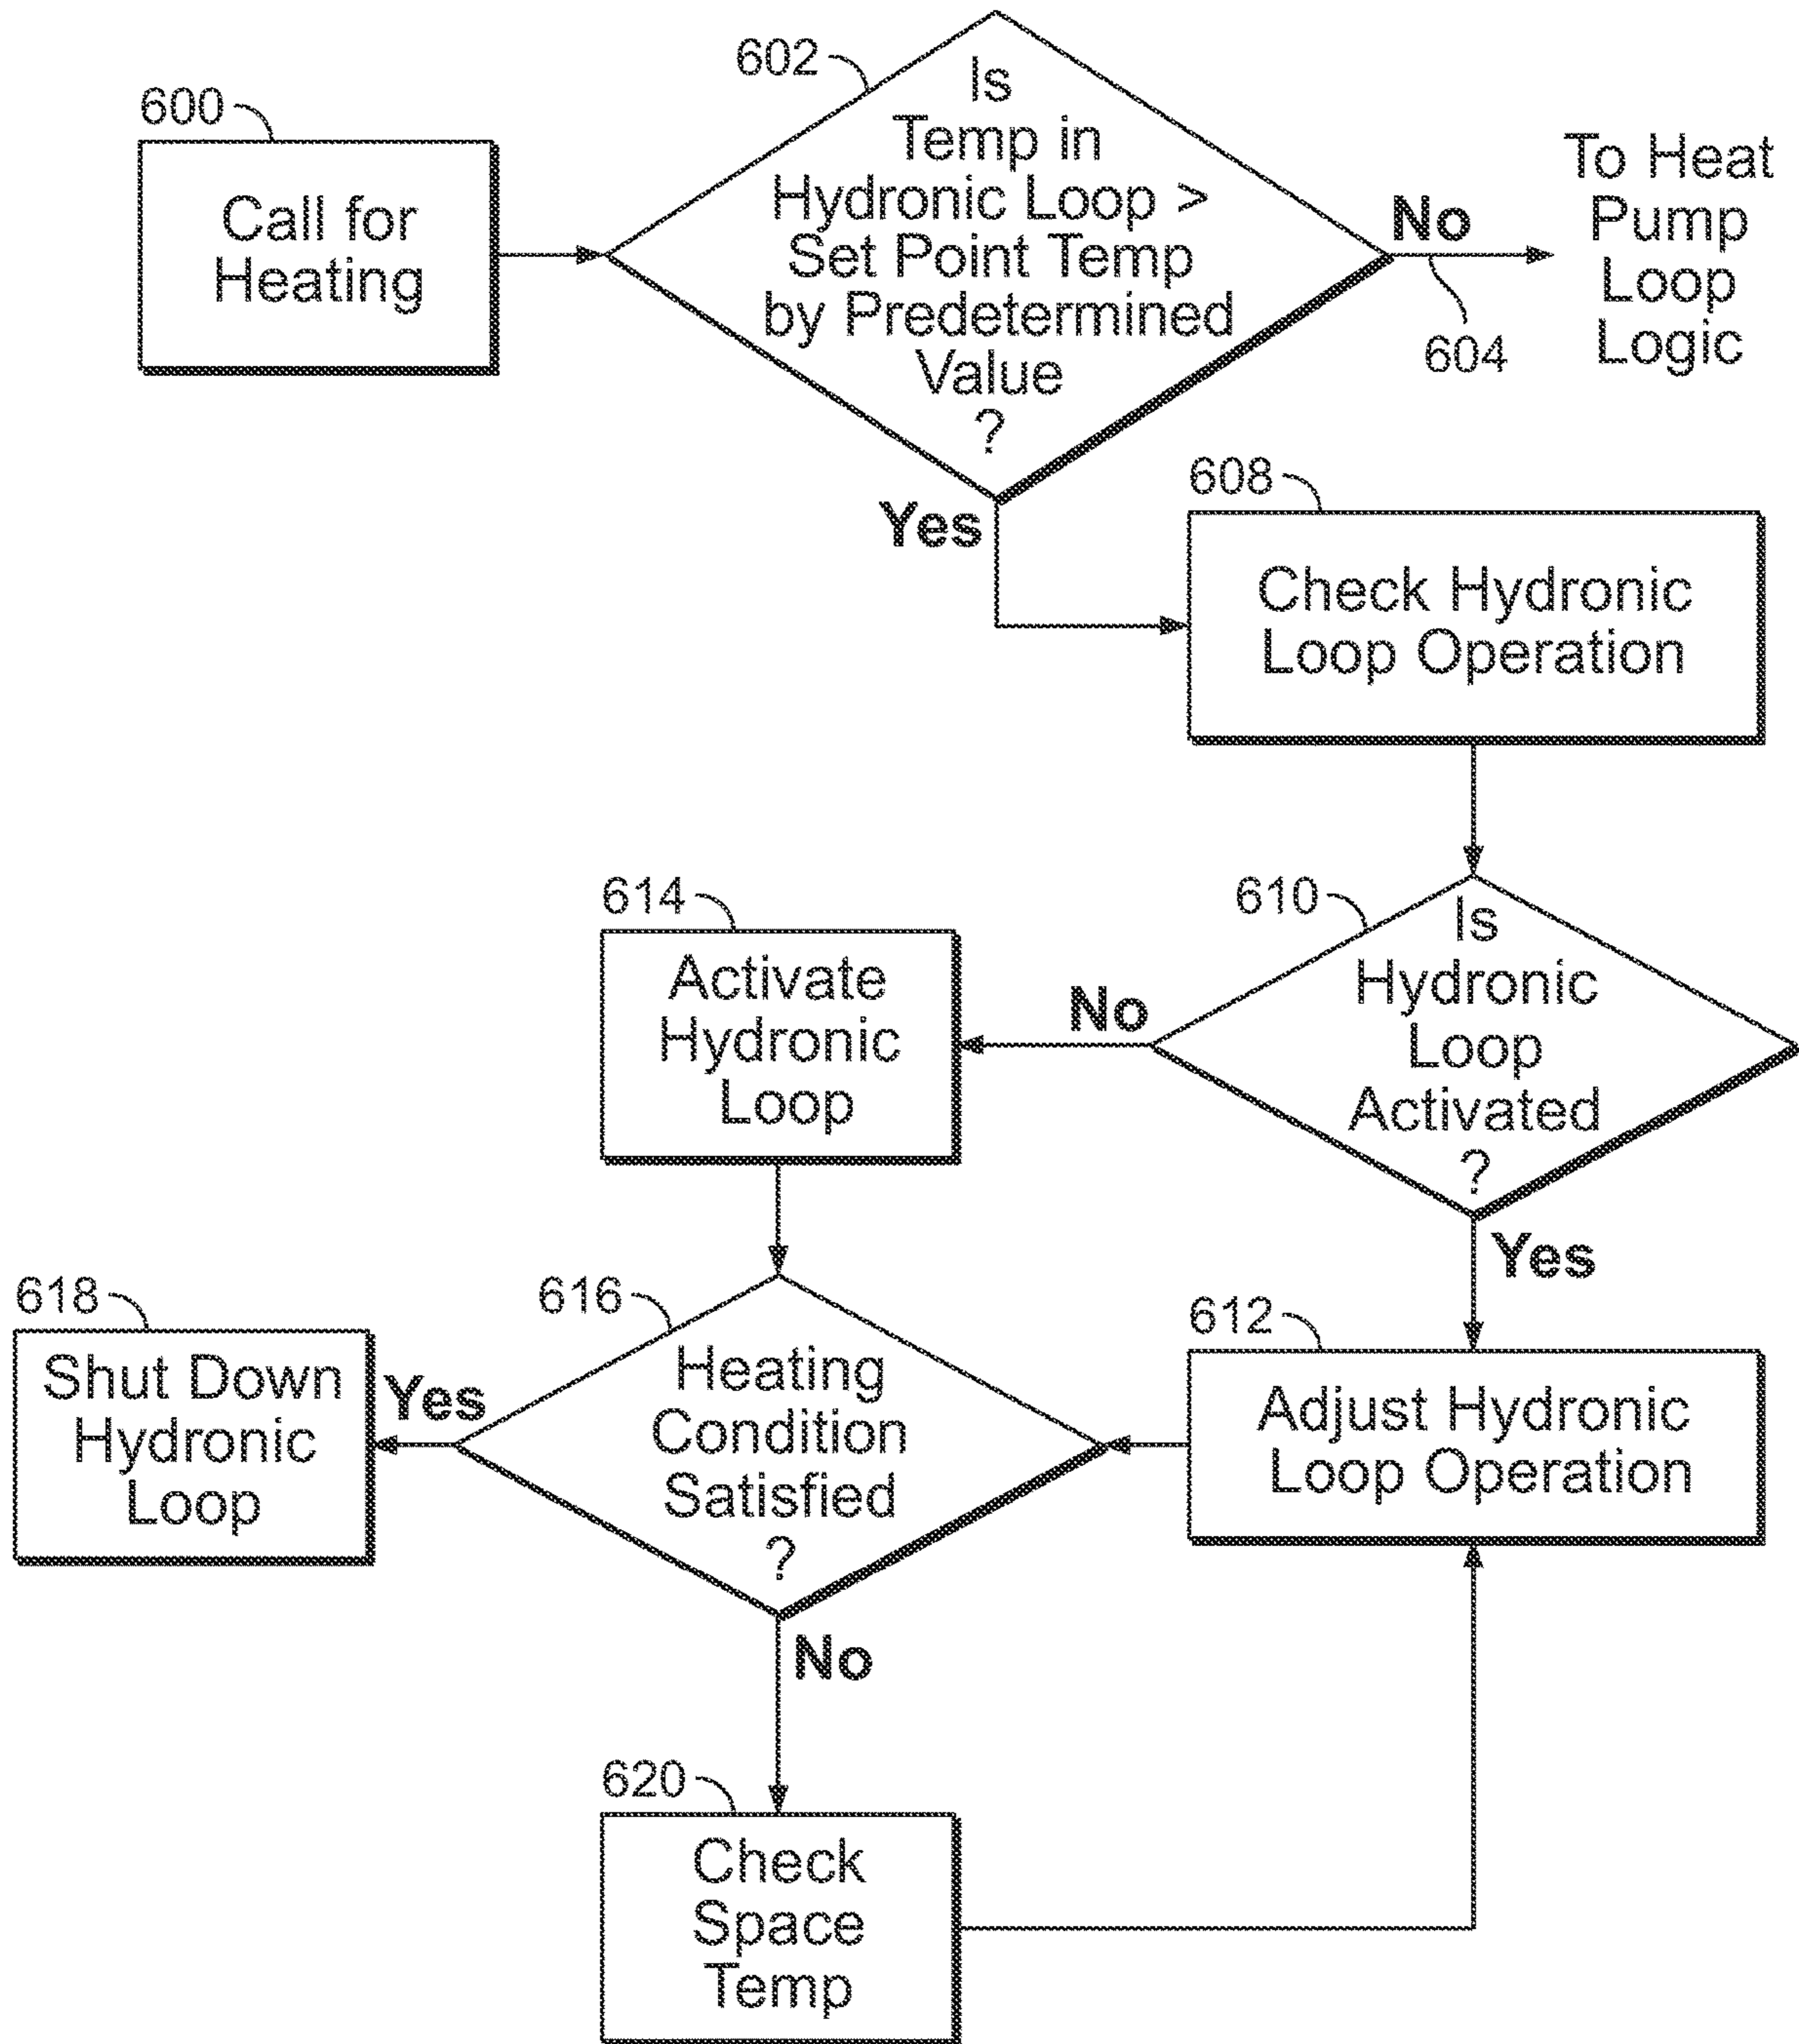 600
Call for
Heating
602
Is
Temp in
Hydronic Loop >
Set Point Temp
by Predetermined
Value
?
No
604
To Heat
Pump
Loop
Logic
Yes
608
Check Hydronic
Loop Operation
610
Is
Hydronic
Loop
Activated
?
No
614
Activate
Hydronic
Loop
Yes
612
Adjust Hydronic
Loop Operation
616
Heating
Condition
Satisfied
?
Yes
618
Shut Down
Hydronic
Loop
No
620
Check
Space
Temp